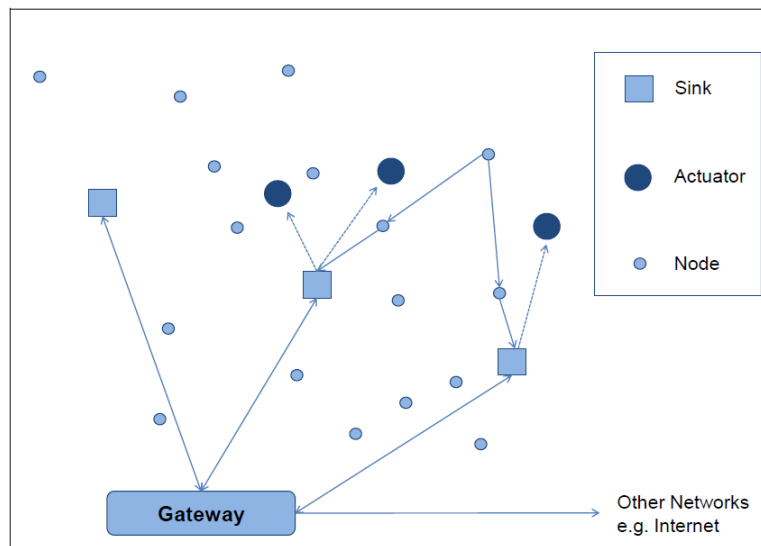 Sink
Actuator
Node
Gateway
Other Networks
e.g. Internet